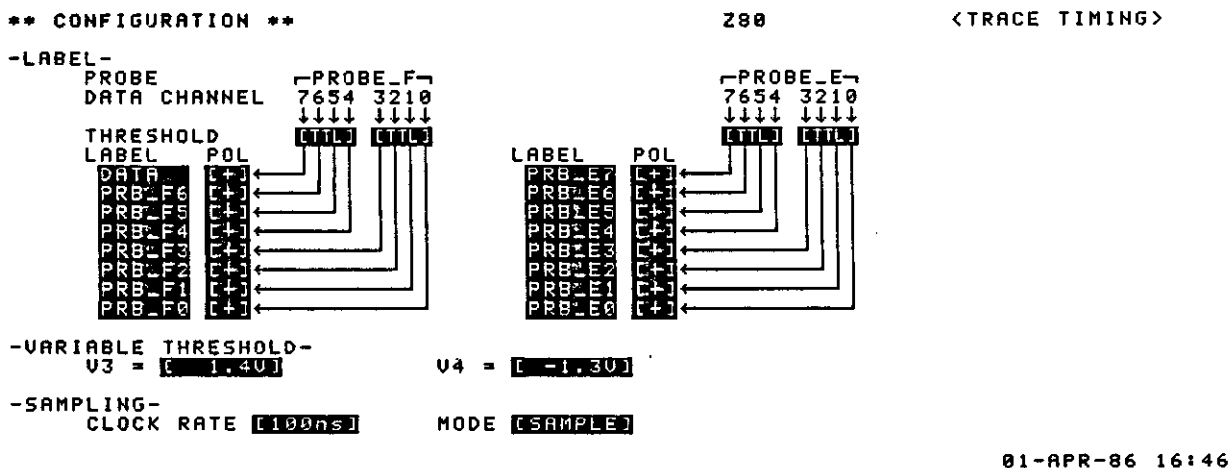 ** CONFIGURATION ** Z80 <TRACE TIMING>
-LABEL-
PROBE PROBE_F PROBE_E
DATA CHANNEL 7654 3210 7654 3210
THRESHOLD [TTL] [TTL] [TTL] [TTL]
LABEL POL LABEL POL
DATA [+] PRB_E7 [+]
PRB_F6 [+] PRB_E6 [+]
PRB_F5 [+] PRB_E5 [+]
PRB_F4 [+] PRB_E4 [+]
PRB_F3 [+] PRB_E3 [+]
PRB_F2 [+] PRB_E2 [+]
PRB_F1 [+] PRB_E1 [+]
PRB_F0 [+] PRB_E0 [+]
-VARIABLE THRESHOLD-
V3 = [ 1.4V] V4 = [ -1.3V]
-SAMPLING-
CLOCK RATE [100ns] MODE [SAMPLE]
01-APR-86 16:46